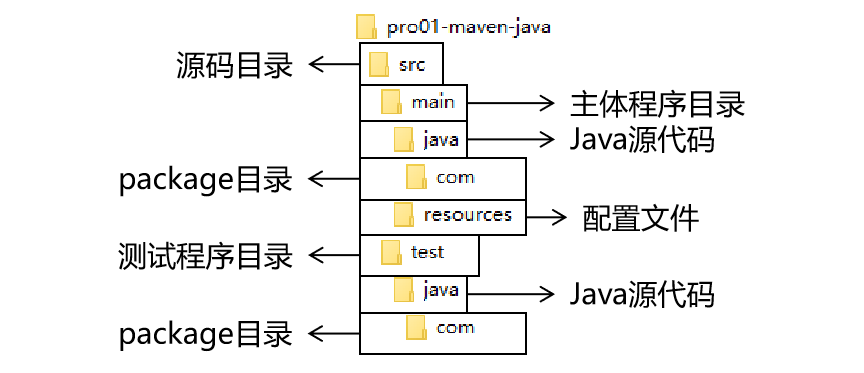 pro01-maven-java
源码目录 src
main 主体程序目录
java Java源代码
package目录 com
resources 配置文件
测试程序目录 test
java Java源代码
package目录 com